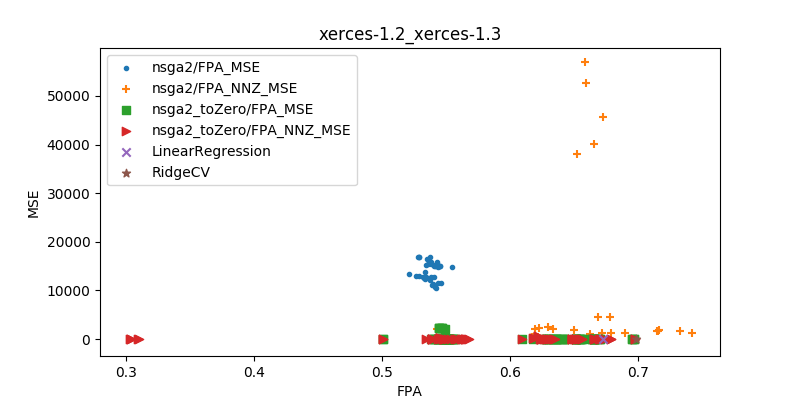 xerces-1.2_xerces-1.3
nsga2/FPA_MSE
nsga2/FPA_NNZ_MSE
nsga2_toZero/FPA_MSE
nsga2_toZero/FPA_NNZ_MSE
LinearRegression
RidgeCV
MSE
50000
40000
30000
20000
10000
0
0.3
0.4
0.5
0.6
0.7
FPA